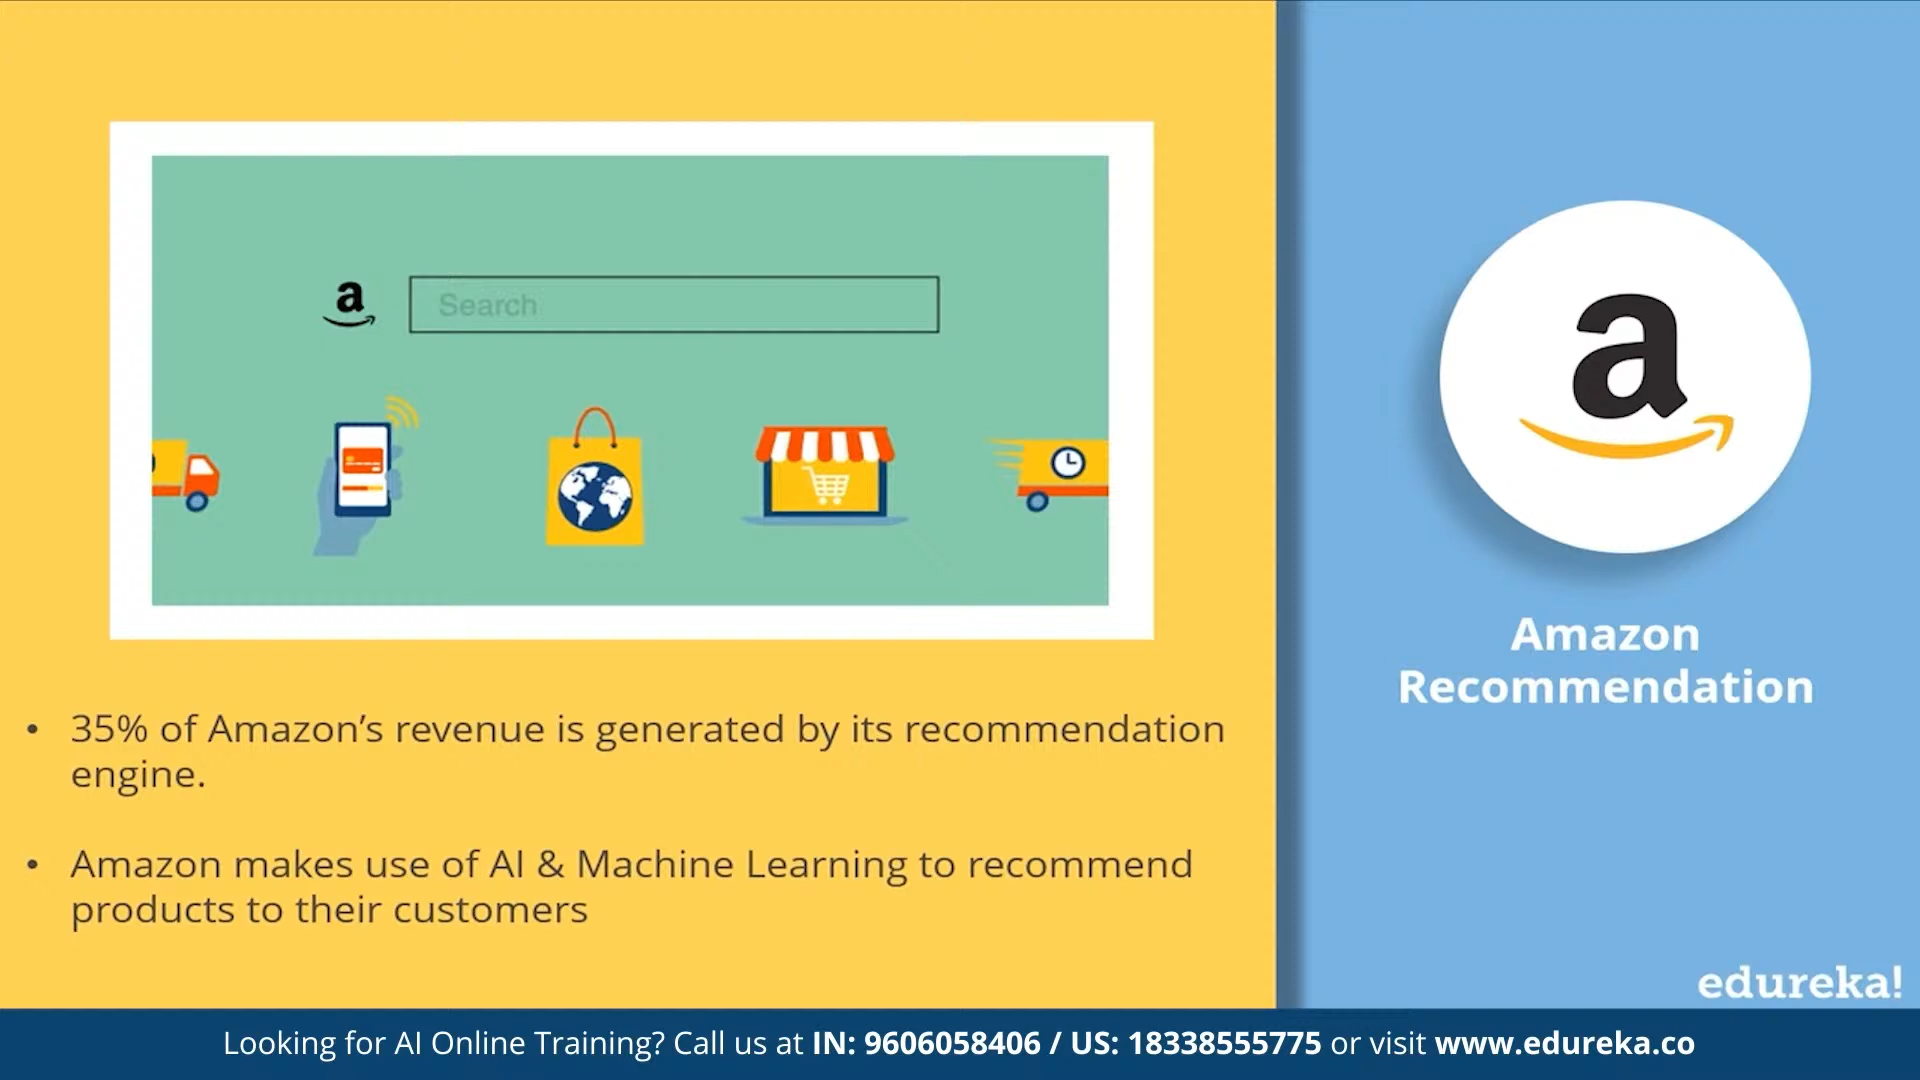 a
Search
• 35% of Amazon’s revenue is generated by its recommendation
engine.
• Amazon makes use of AI & Machine Learning to recommend
products to their customers
a
Amazon
Recommendation
edureka!
Looking for AI Online Training? Call us at IN: 9606058406 / US: 18338555775 or visit www.edureka.co